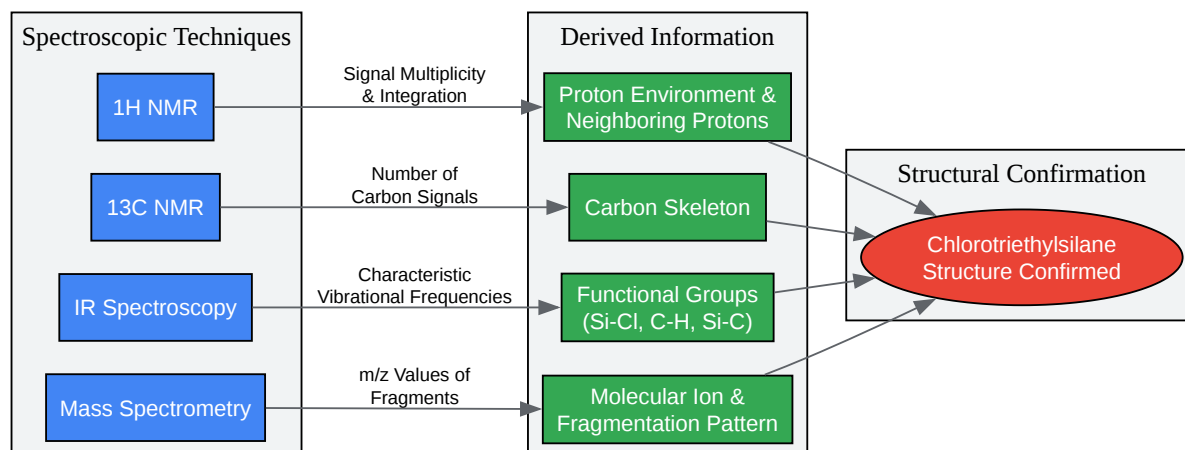 Spectroscopic Techniques
1H NMR
13C NMR
IR Spectroscopy
Mass Spectrometry
Signal Multiplicity
& Integration
Number of
Carbon Signals
Characteristic
Vibrational Frequencies
m/z Values of
Fragments
Derived Information
Proton Environment &
Neighboring Protons
Carbon Skeleton
Functional Groups
(Si-Cl, C-H, Si-C)
Molecular Ion &
Fragmentation Pattern
Structural Confirmation
Chlorotriethylsilane
Structure Confirmed